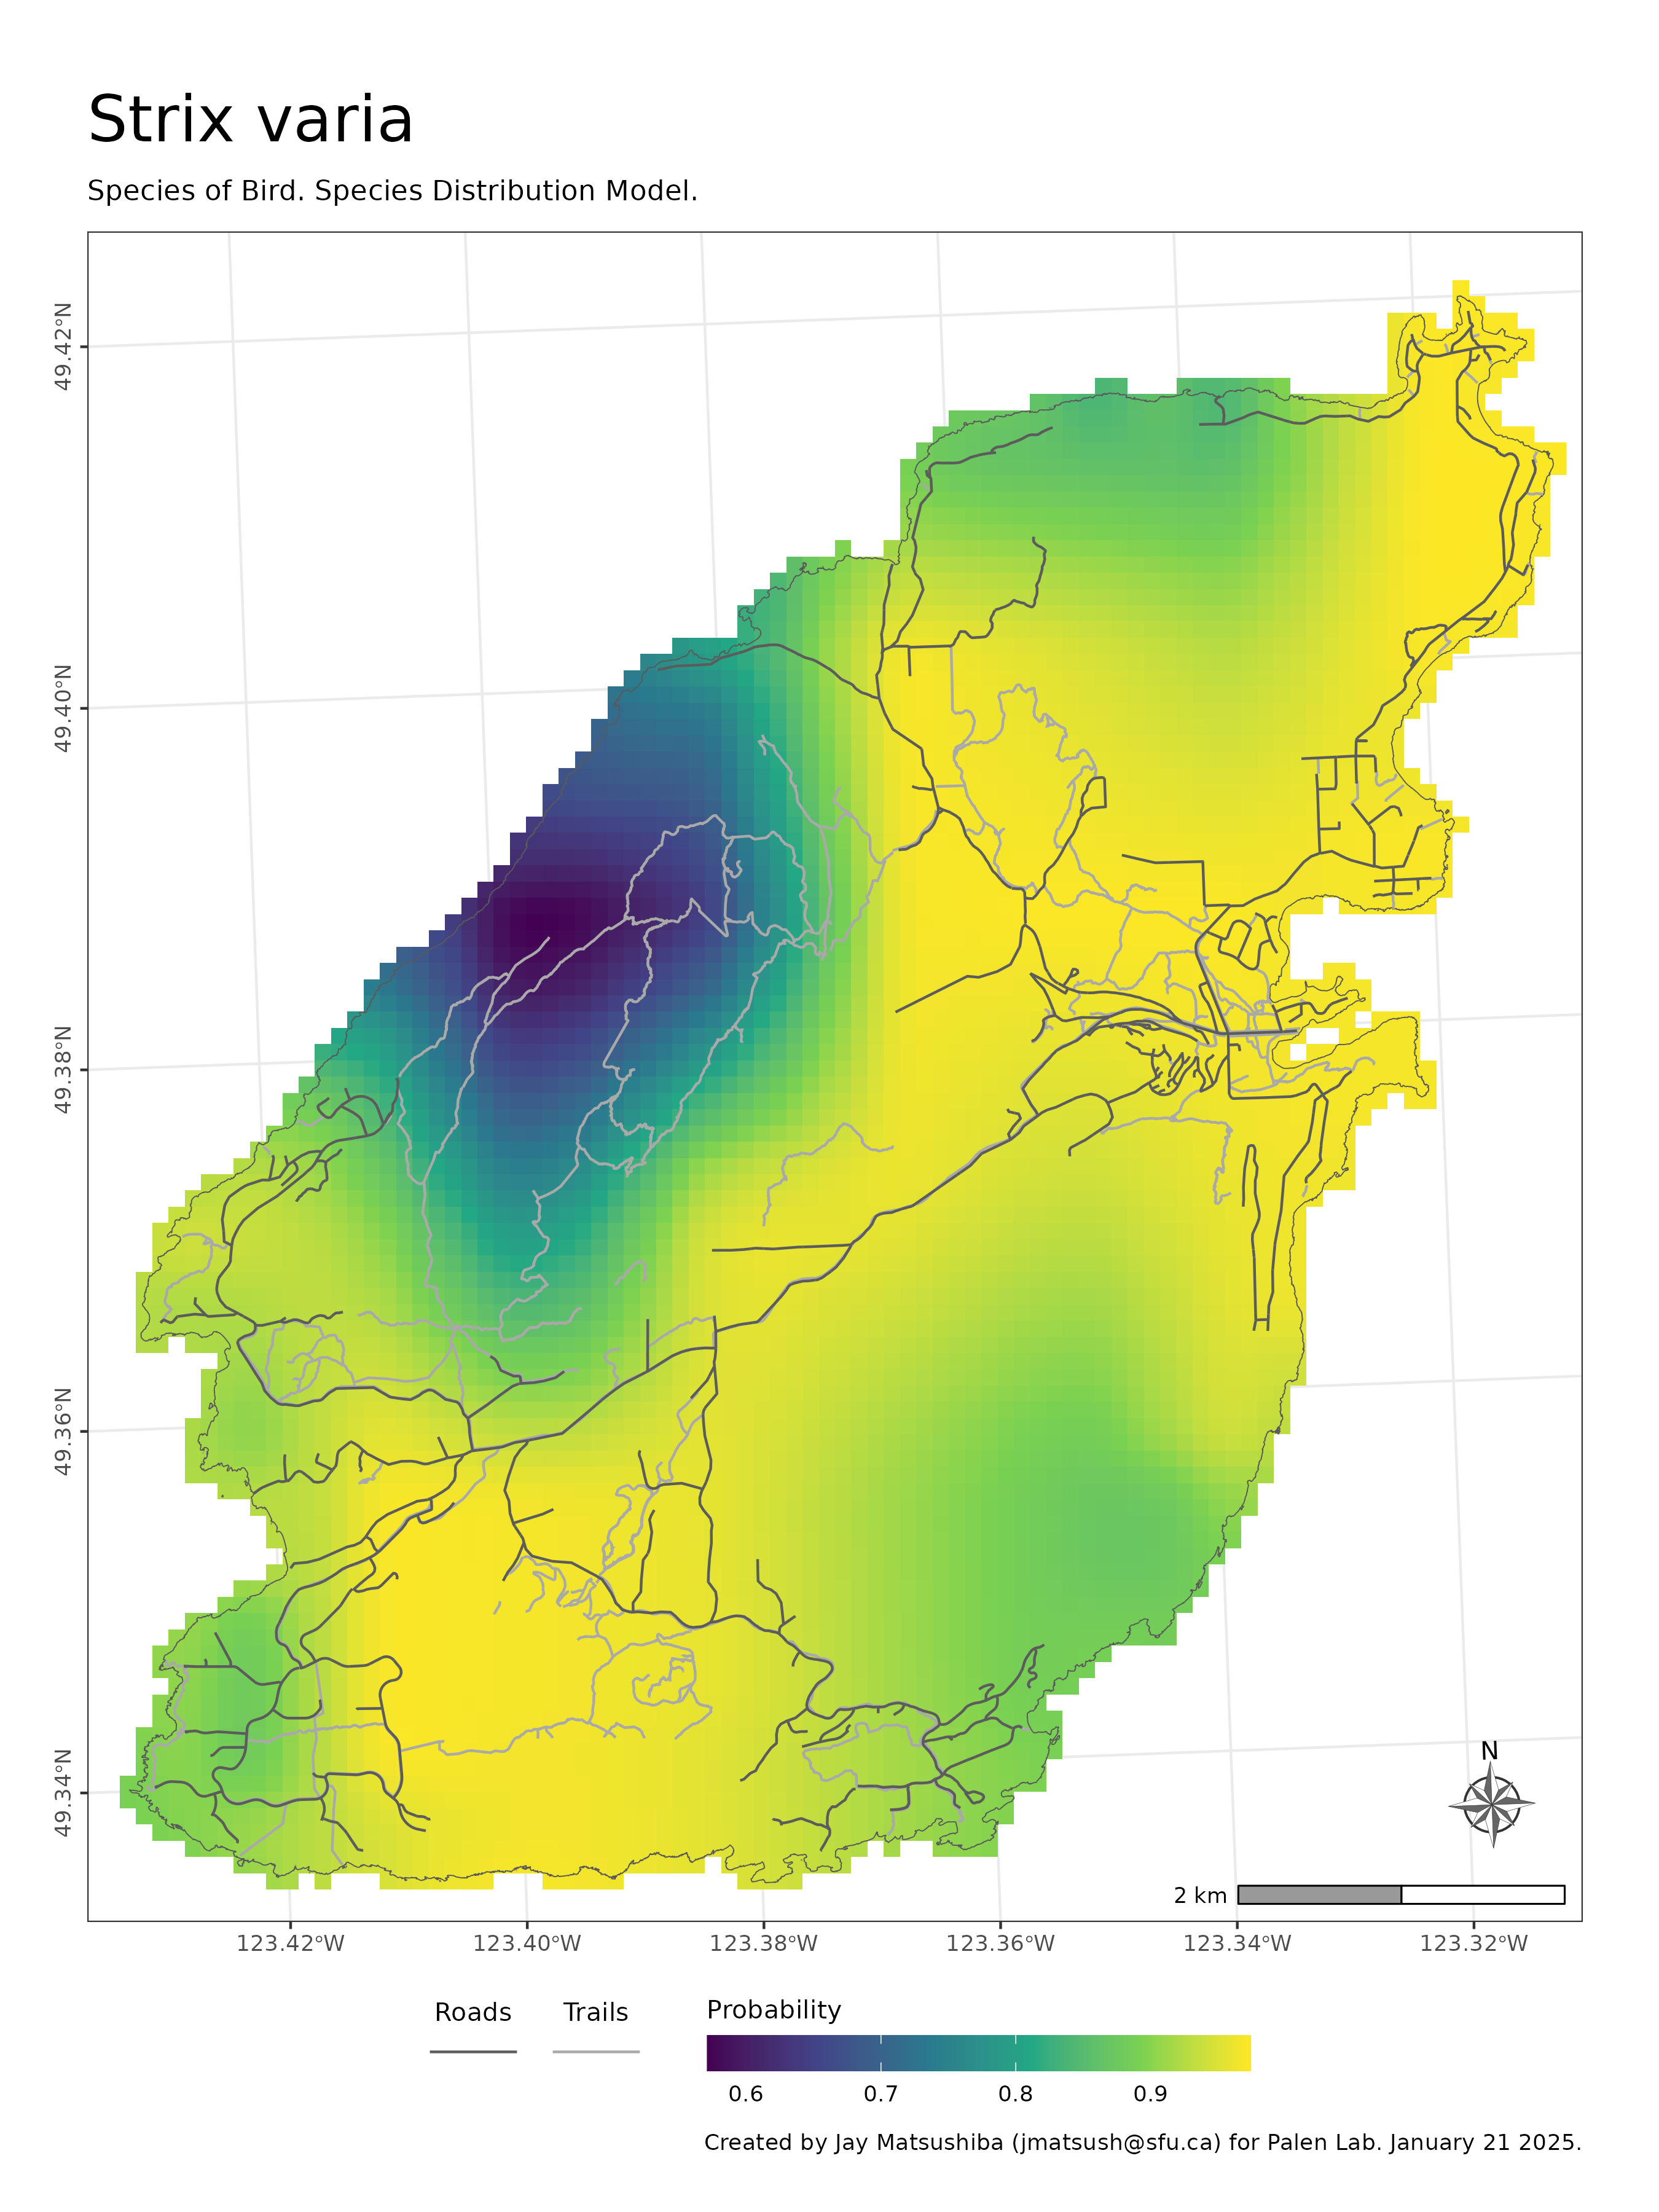 Strix varia
Species of Bird. Species Distribution Model.
49.42°N
49.40°N
49.38°N
49.36°N
49.34°N
N
2 km
123.42°W 123.40°W 123.38°W 123.36°W 123.34°W 123.32°W
Roads Trails Probability
0.6 0.7 0.8 0.9
Created by Jay Matsushiba (jmatsush@sfu.ca) for Palen Lab. January 21 2025.